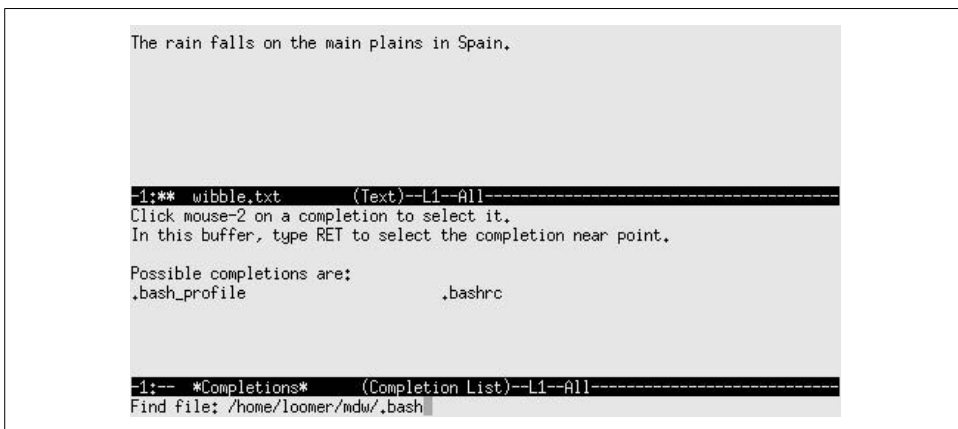 The rain falls on the main plains in Spain.
-1:** wibble.txt (Text)--L1--All---------------------------------------
Click mouse-2 on a completion to select it.
In this buffer, type RET to select the completion near point.
Possible completions are:
.bash_profile .bashrc
-1:-- *Completions* (Completion List)--L1--All---------------------------
Find file: /home/loomer/mdw/.bash